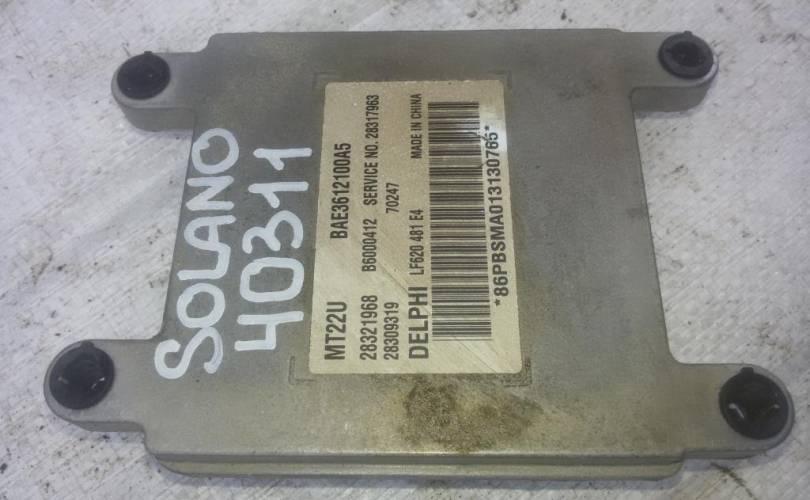 SOLANO
40311
MT22U BAE3612100A5
28321968 B6000412 SERVICE NO. 28317963
28309319 70247
DELPHI LF620 481 E4 MADE IN CHINA
*86PBSMA013130765*